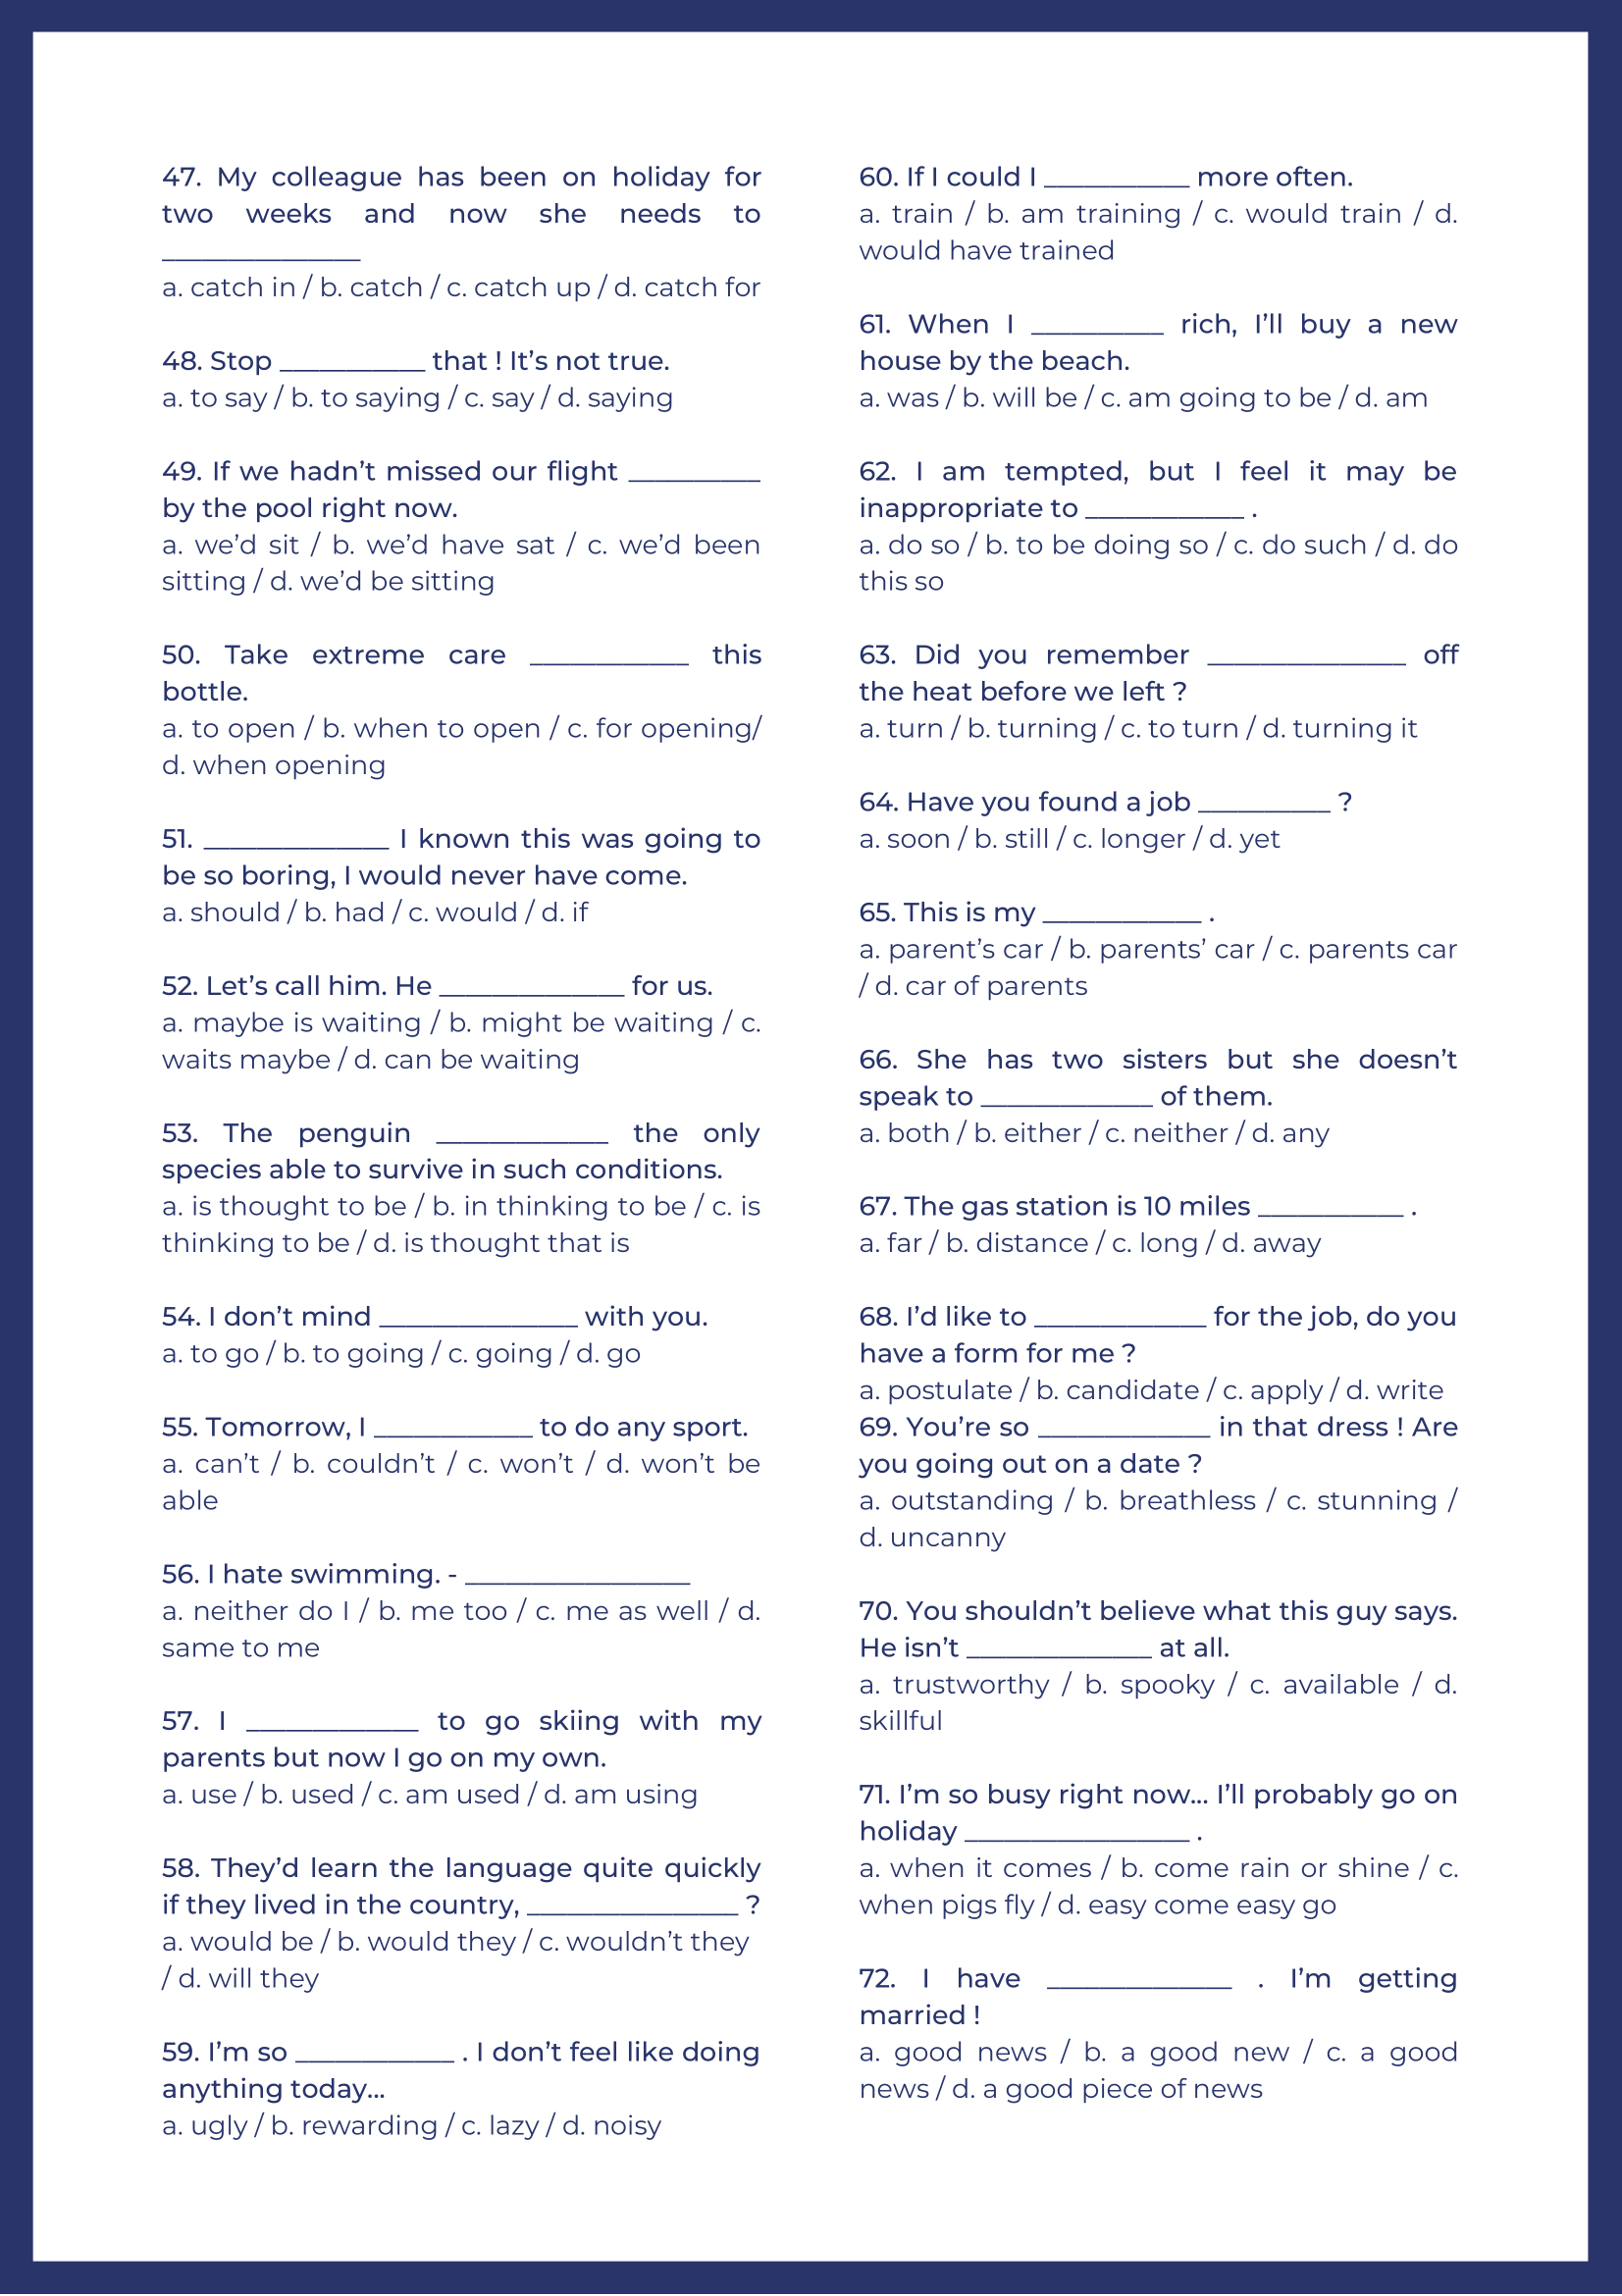 47. My colleague has been on holiday for
two weeks and now she needs to
_______________
a. catch in / b. catch / c. catch up / d. catch for
48. Stop ___________ that ! It’s not true.
a. to say / b. to saying / c. say / d. saying
49. If we hadn’t missed our flight __________
by the pool right now.
a. we’d sit / b. we’d have sat / c. we’d been
sitting / d. we’d be sitting
50. Take extreme care ____________ this
bottle.
a. to open / b. when to open / c. for opening/
d. when opening
51. ______________ I known this was going to
be so boring, I would never have come.
a. should / b. had / c. would / d. if
52. Let’s call him. He ______________ for us.
a. maybe is waiting / b. might be waiting / c.
waits maybe / d. can be waiting
53. The penguin _____________ the only
species able to survive in such conditions.
a. is thought to be / b. in thinking to be / c. is
thinking to be / d. is thought that is
54. I don’t mind _______________ with you.
a. to go / b. to going / c. going / d. go
55. Tomorrow, I ____________ to do any sport.
a. can’t / b. couldn’t / c. won’t / d. won’t be
able
56. I hate swimming. - _________________
a. neither do I / b. me too / c. me as well / d.
same to me
57. I _____________ to go skiing with my
parents but now I go on my own.
a. use / b. used / c. am used / d. am using
58. They’d learn the language quite quickly
if they lived in the country, ________________ ?
a. would be / b. would they / c. wouldn’t they
/ d. will they
59. I’m so ____________ . I don’t feel like doing
anything today...
a. ugly / b. rewarding / c. lazy / d. noisy
60. If I could I ___________ more often.
a. train / b. am training / c. would train / d.
would have trained
61. When I __________ rich, I’ll buy a new
house by the beach.
a. was / b. will be / c. am going to be / d. am
62. I am tempted, but I feel it may be
inappropriate to ____________ .
a. do so / b. to be doing so / c. do such / d. do
this so
63. Did you remember _______________ off
the heat before we left ?
a. turn / b. turning / c. to turn / d. turning it
64. Have you found a job __________ ?
a. soon / b. still / c. longer / d. yet
65. This is my ____________ .
a. parent’s car / b. parents’ car / c. parents car
/ d. car of parents
66. She has two sisters but she doesn’t
speak to _____________ of them.
a. both / b. either / c. neither / d. any
67. The gas station is 10 miles ___________ .
a. far / b. distance / c. long / d. away
68. I’d like to _____________ for the job, do you
have a form for me ?
a. postulate / b. candidate / c. apply / d. write
69. You’re so _____________ in that dress ! Are
you going out on a date ?
a. outstanding / b. breathless / c. stunning /
d. uncanny
70. You shouldn’t believe what this guy says.
He isn’t ______________ at all.
a. trustworthy / b. spooky / c. available / d.
skillful
71. I’m so busy right now... I’ll probably go on
holiday _________________ .
a. when it comes / b. come rain or shine / c.
when pigs fly / d. easy come easy go
72. I have ______________ . I’m getting
married !
a. good news / b. a good new / c. a good
news / d. a good piece of news